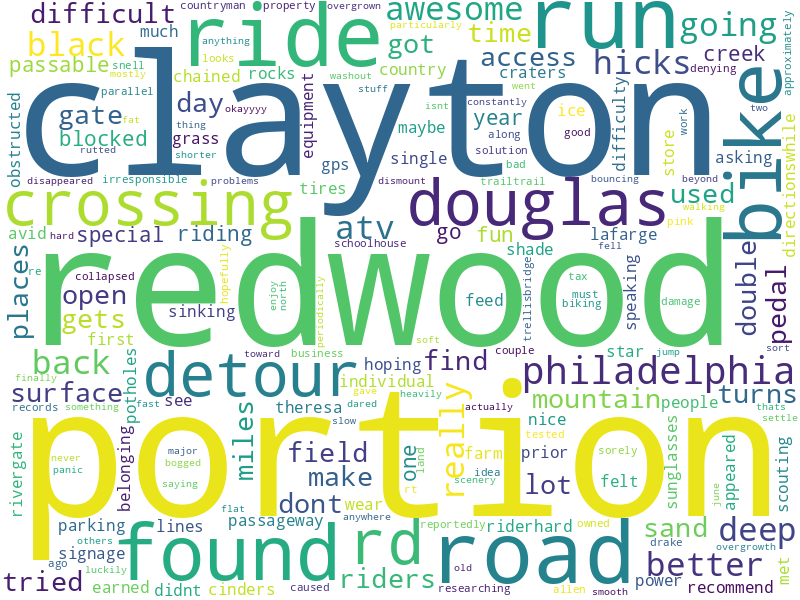 countryman property overgrown
difficult ride awesome run going
particularly
much anything time
black got
passable snell looks access hicks creek
mostly chained rocks country craters denying
parallel went
clayton
gate day equipment stuff constantly ice difficulty bike
obstructed fat okayyyy isnt year two approximately
blocked thing maybe along good store work
rutted grass single solution asking
disappeared shorter gps bad
irresponsible problems tires dismount trailtrail bouncing beyond
crossing douglas used walking directionswhile
avid special riding atv go fun lafarge pink
hard schoolhouse shade fell
places re collapsed hopefully redwood speaking double pedal
open sinking enjoy north periodically feed trellisbridge tax must biking damage
gets
first toward soft couple star jump sort
back business detour hoping find philadelphia
finally surface potholes see individual mountain people turns
records something fast gave heavily actually nice thats
slow dared theresa settle
rivergate miles portion really tested sorely sunglasses
never belonging major field one land farm prior appeared scouting
panic bogged make idea
saying dont wear scenery lot felt
flat anywhere rt june
parking lines passageway reportedly riderhard owned sand deep
signage found rd road drake overgrowth better
others
ago riders old allen power met
tried luckily earned didnt cinders caused researching smooth recommend